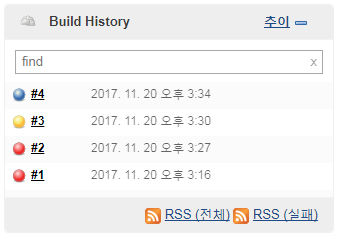 Build History 추이
find x
#4 2017. 11. 20 오후 3:34
#3 2017. 11. 20 오후 3:30
#2 2017. 11. 20 오후 3:27
#1 2017. 11. 20 오후 3:16
RSS (전체) RSS (실패)